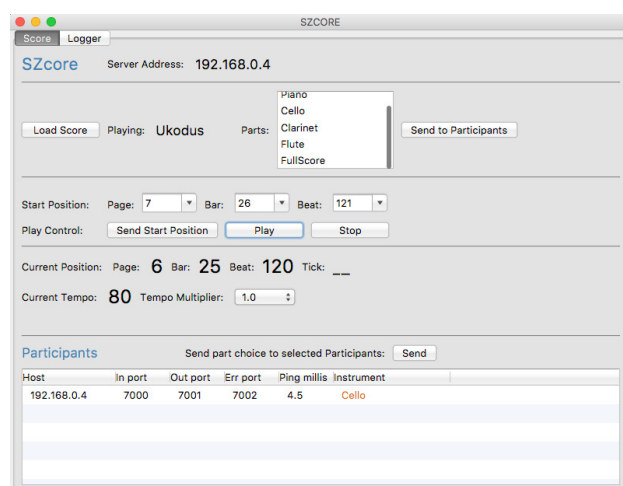 SZCORE
Score Logger
SZcore Server Address: 192.168.0.4
Piano
Cello
Load Score Playing: Ukodus Parts: Clarinet Send to Participants
Flute
FullScore
Start Position: Page: 7 Bar: 26 Beat: 121
Play Control: Send Start Position Play Stop
Current Position: Page: 6 Bar: 25 Beat: 120 Tick: __
Current Tempo: 80 Tempo Multiplier: 1.0
Participants Send part choice to selected Participants: Send
Host In port Out port Err port Ping millis Instrument
192.168.0.4 7000 7001 7002 4.5 Cello